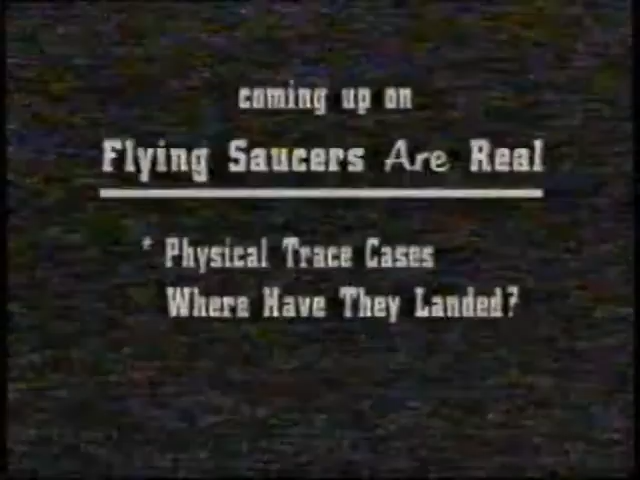 coming up on
Flying Saucers Are Real
* Physical Trace Cases
Where Have They Landed?